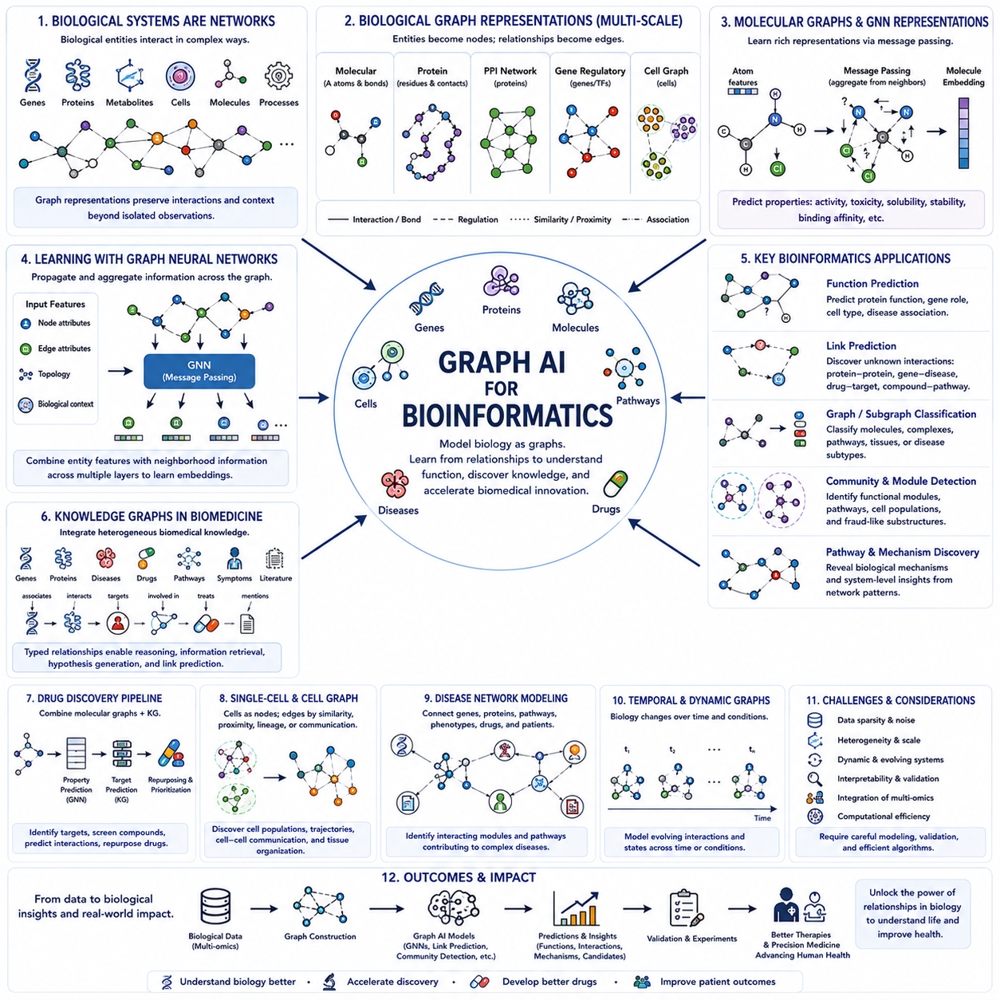 1. BIOLOGICAL SYSTEMS ARE NETWORKS
Biological entities interact in complex ways.
Genes
Proteins
Metabolites
Cells
Molecules
Processes
Graph representations preserve interactions and context
beyond isolated observations.
2. BIOLOGICAL GRAPH REPRESENTATIONS (MULTI-SCALE)
Entities become nodes; relationships become edges.
Molecular
(A atoms & bonds)
Protein
(residues & contacts)
PPI Network
(proteins)
Gene Regulatory
(genes/TFs)
Cell Graph
(cells)
Interaction / Bond
Regulation
Similarity / Proximity
Association
3. MOLECULAR GRAPHS & GNN REPRESENTATIONS
Learn rich representations via message passing.
Atom
features
Message Passing
(aggregate from neighbors)
Molecule
Embedding
H
N
C
H
C
H
Cl
?
N
N
H
Cl
?
Cl
Predict properties: activity, toxicity, solubility, stability,
binding affinity, etc.
4. LEARNING WITH GRAPH NEURAL NETWORKS
Propagate and aggregate information across the graph.
Input Features
Node attributes
Edge attributes
Topology
Biological context
GNN
(Message Passing)
Combine entity features with neighborhood information
across multiple layers to learn embeddings.
Genes
Proteins
Molecules
Cells
Pathways
Diseases
Drugs
GRAPH AI
FOR
BIOINFORMATICS
Model biology as graphs.
Learn from relationships to understand
function, discover knowledge, and
accelerate biomedical innovation.
5. KEY BIOINFORMATICS APPLICATIONS
?
H
Function Prediction
Predict protein function, gene role,
cell type, disease association.
?
Link Prediction
Discover unknown interactions:
protein–protein, gene–disease,
drug–target, compound–pathway.
Graph / Subgraph Classification
Classify molecules, complexes,
pathways, tissues, or disease
subtypes.
Community & Module Detection
Identify functional modules,
pathways, cell populations,
and fraud-like substructures.
Pathway & Mechanism Discovery
Reveal biological mechanisms
and system-level insights from
network patterns.
6. KNOWLEDGE GRAPHS IN BIOMEDICINE
Integrate heterogeneous biomedical knowledge.
Genes
Proteins
Diseases
Drugs
Pathways
Symptoms
Literature
associates
interacts
targets
involved in
treats
mentions
Typed relationships enable reasoning, information retrieval,
hypothesis generation, and link prediction.
7. DRUG DISCOVERY PIPELINE
Combine molecular graphs + KG.
Property
Prediction
(GNN)
Target
Prediction
(KG)
Repurposing &
Prioritization
Identify targets, screen compounds,
predict interactions, repurpose drugs.
8. SINGLE-CELL & CELL GRAPH
Cells as nodes; edges by similarity,
proximity, lineage, or communication.
Discover cell populations, trajectories,
cell–cell communication, and tissue
organization.
9. DISEASE NETWORK MODELING
Connect genes, proteins, pathways,
phenotypes, drugs, and patients.
Identify interacting modules and pathways
contributing to complex diseases.
10. TEMPORAL & DYNAMIC GRAPHS
Biology changes over time and conditions.
t1
t2
tn
Time
Model evolving interactions and
states across time or conditions.
11. CHALLENGES & CONSIDERATIONS
Data sparsity & noise
Heterogeneity & scale
Dynamic & evolving systems
Interpretability & validation
Integration of multi-omics
Computational efficiency
Require careful modeling, validation,
and efficient algorithms.
12. OUTCOMES & IMPACT
From data to biological
insights and real-world impact.
Biological Data
(Multi-omics)
Graph Construction
Graph AI Models
(GNNs, Link Prediction,
Community Detection, etc.)
Predictions & Insights
(Functions, Interactions,
Mechanisms, Candidates)
Validation & Experiments
Better Therapies
& Precision Medicine
Advancing Human Health
Unlock the power of
relationships in biology
to understand life and
improve health.
Understand biology better • Accelerate discovery • Develop better drugs • Improve patient outcomes